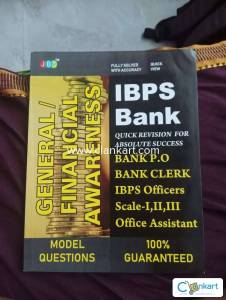 JBD
FULLY SOLVED
WITH ACCURACY
QUICK
VIEW
GENERAL /
FINANCIAL
AWARENESS
IBPS
Bank
QUICK REVISION FOR
ABSOLUTE SUCCESS
BANK P.O
BANK CLERK
IBPS Officers
Scale-I,II,III
Office Assistant
MODEL
QUESTIONS
100%
GUARANTEED
www.clankart.com
Clankart